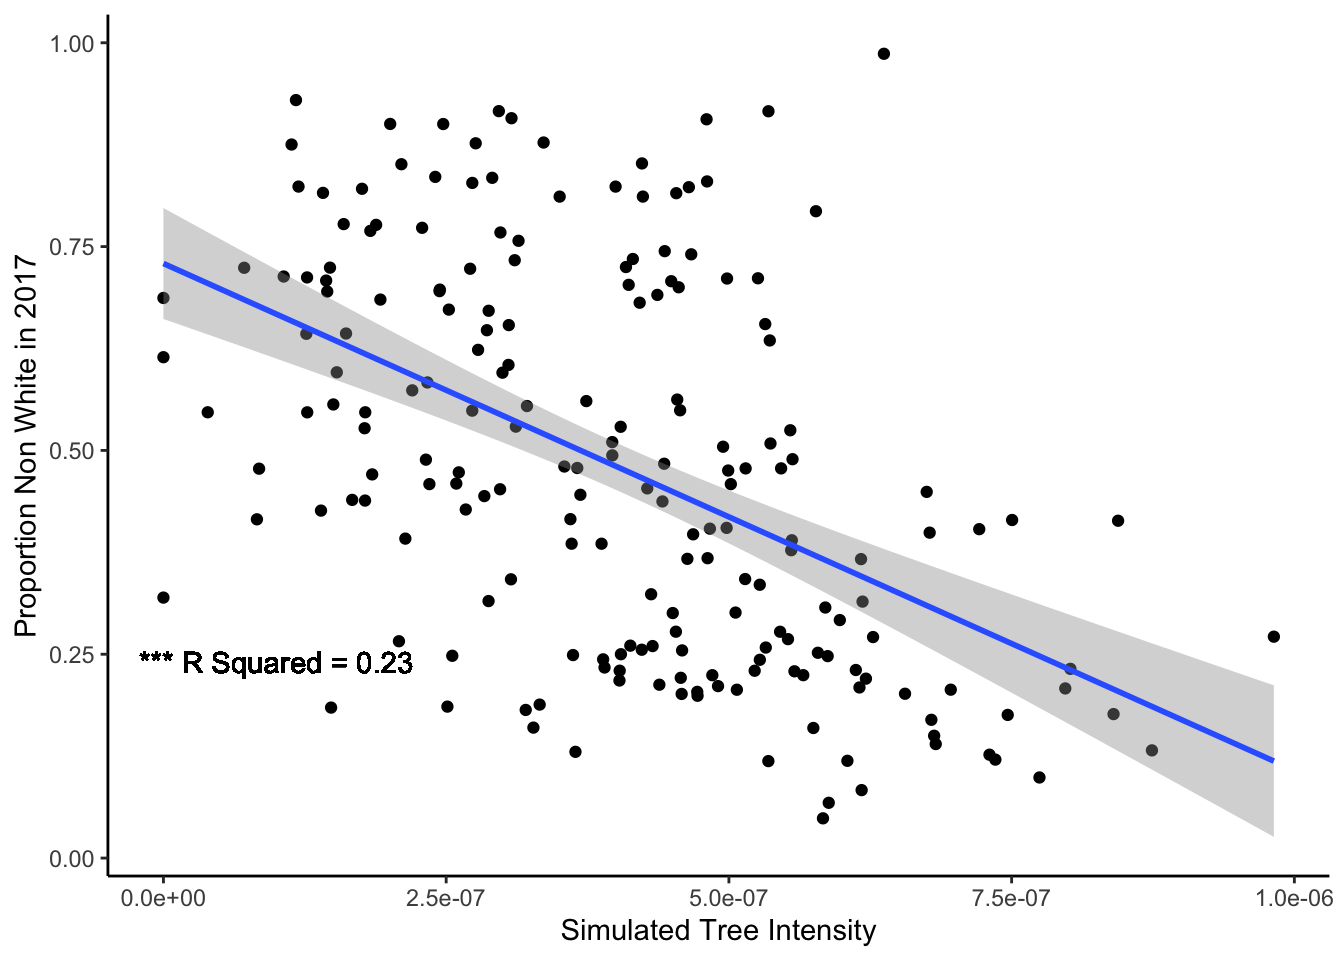 1.00
0.75
0.50
0.25
0.00
Proportion Non White in 2017
*** R Squared = 0.23
0.0e+00
2.5e-07
5.0e-07
7.5e-07
1.0e-06
Simulated Tree Intensity